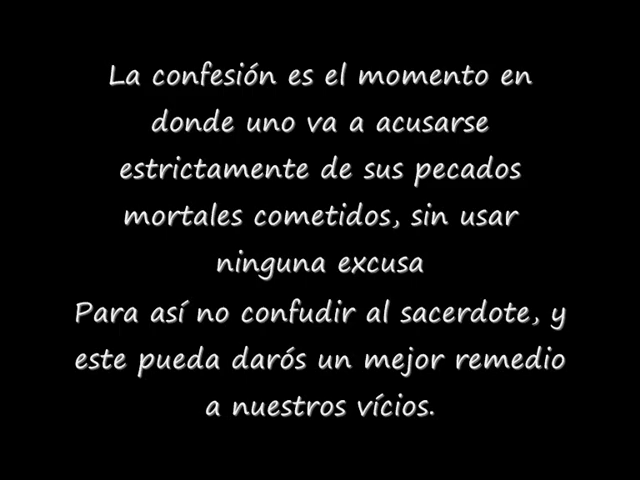 La confesión es el momento en
donde uno va a acusarse
estrictamente de sus pecados
mortales cometidos, sin usar
ninguna excusa
Para así no confudir al sacerdote, y
este pueda darós un mejor remedio
a nuestros vícios.